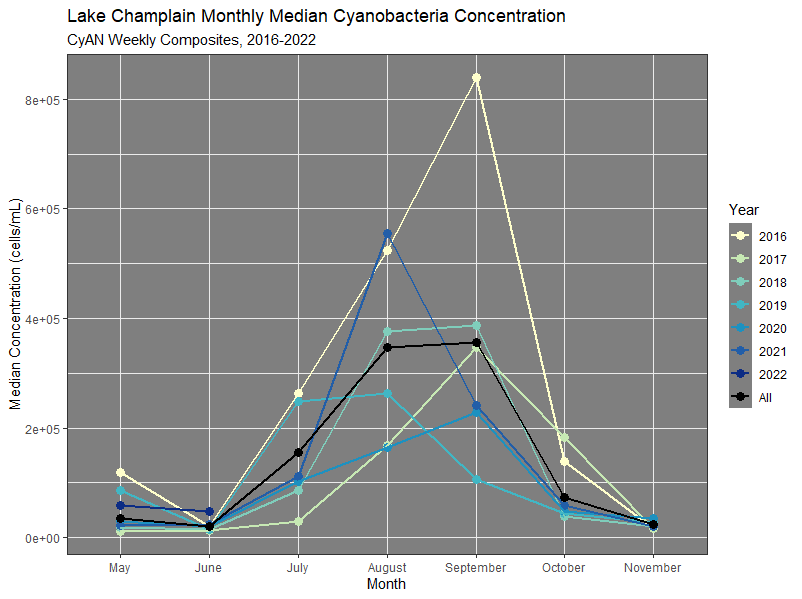 Lake Champlain Monthly Median Cyanobacteria Concentration
CyAN Weekly Composites, 2016-2022
Median Concentration (cells/mL)
8e+05
6e+05
4e+05
2e+05
0e+00
May June July August September October November
Month
Year
2016
2017
2018
2019
2020
2021
2022
All